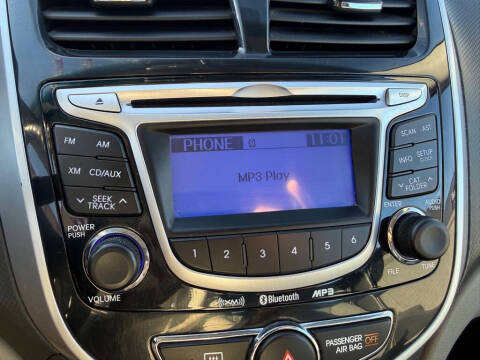 PHONE 11:01
MP3 Play
FM AM
XM CD/AUX
SEEK
TRACK
SCAN AST
INFO SETUP
CLOCK
CAT
FOLDER
POWER
PUSH
VOLUME
ENTER
AUDIO
PUSH
FILE
TUNE
1 2 3 4 5 6
((XM)) Bluetooth MP3
PASSENGER
AIR BAG OFF